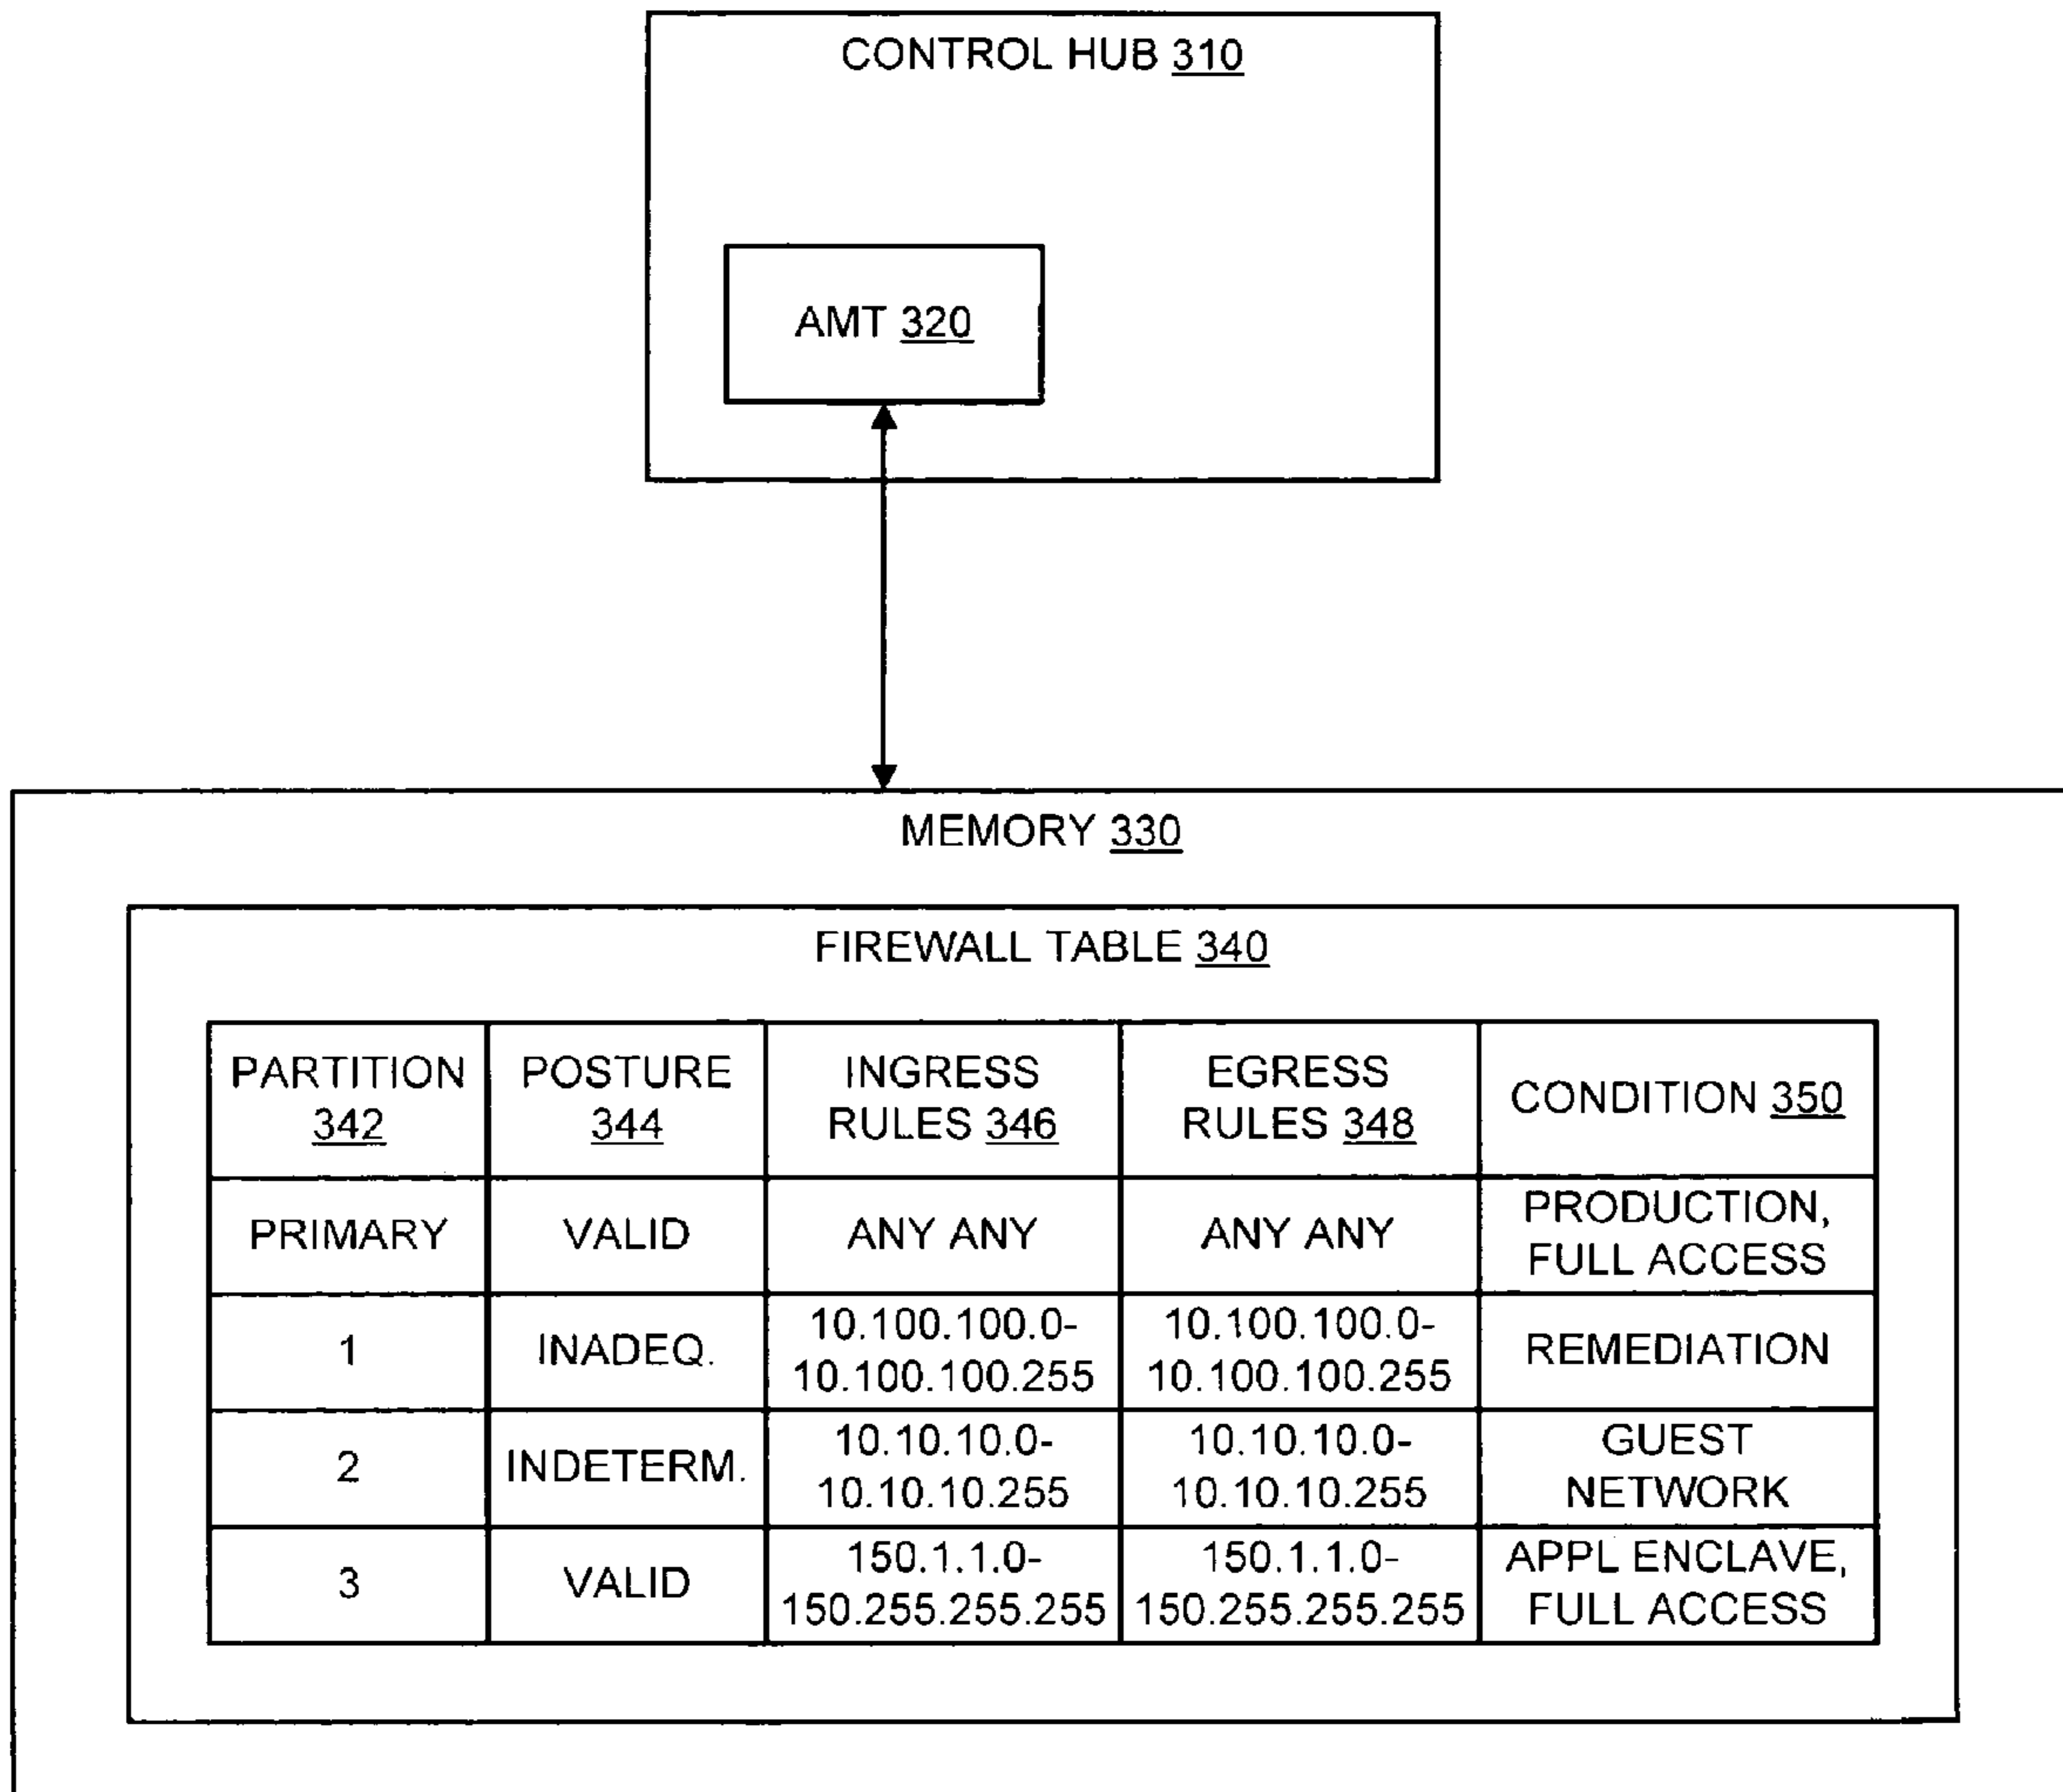 CONTROL HUB 310
AMT 320
MEMORY 330
FIREWALL TABLE 340
PARTITION
342
POSTURE
344
INGRESS
RULES 346
EGRESS
RULES 348
CONDITION 350
PRIMARY
VALID
ANY ANY
ANY ANY
PRODUCTION,
FULL ACCESS
1
INADEQ.
10.100.100.0-
10.100.100.255
10.100.100.0-
10.100.100.255
REMEDIATION
2
INDETERM.
10.10.10.0-
10.10.10.255
10.10.10.0-
10.10.10.255
GUEST
NETWORK
3
VALID
150.1.1.0-
150.255.255.255
150.1.1.0-
150.255.255.255
APPL ENCLAVE,
FULL ACCESS